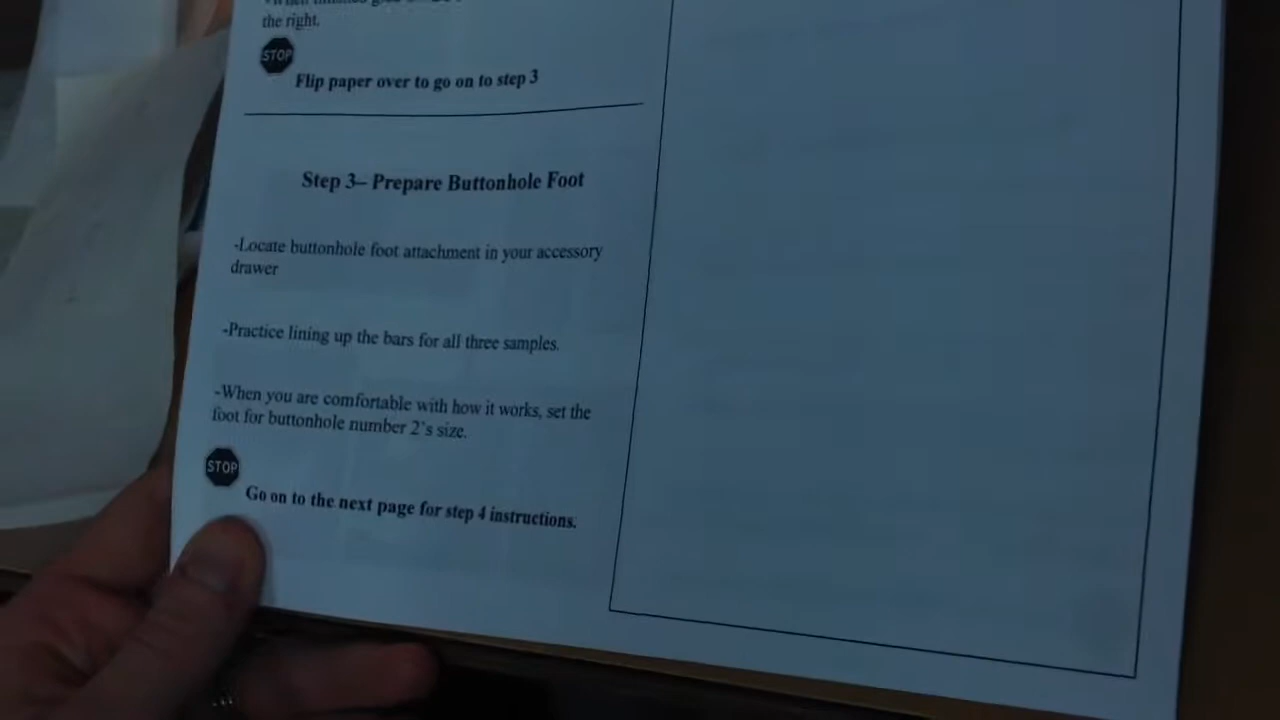 the right.
STOP
Flip paper over to go on to step 3
Step 3– Prepare Buttonhole Foot
-Locate buttonhole foot attachment in your accessory
drawer
-Practice lining up the bars for all three samples.
-When you are comfortable with how it works, set the
foot for buttonhole number 2's size.
STOP
Go on to the next page for step 4 instructions.